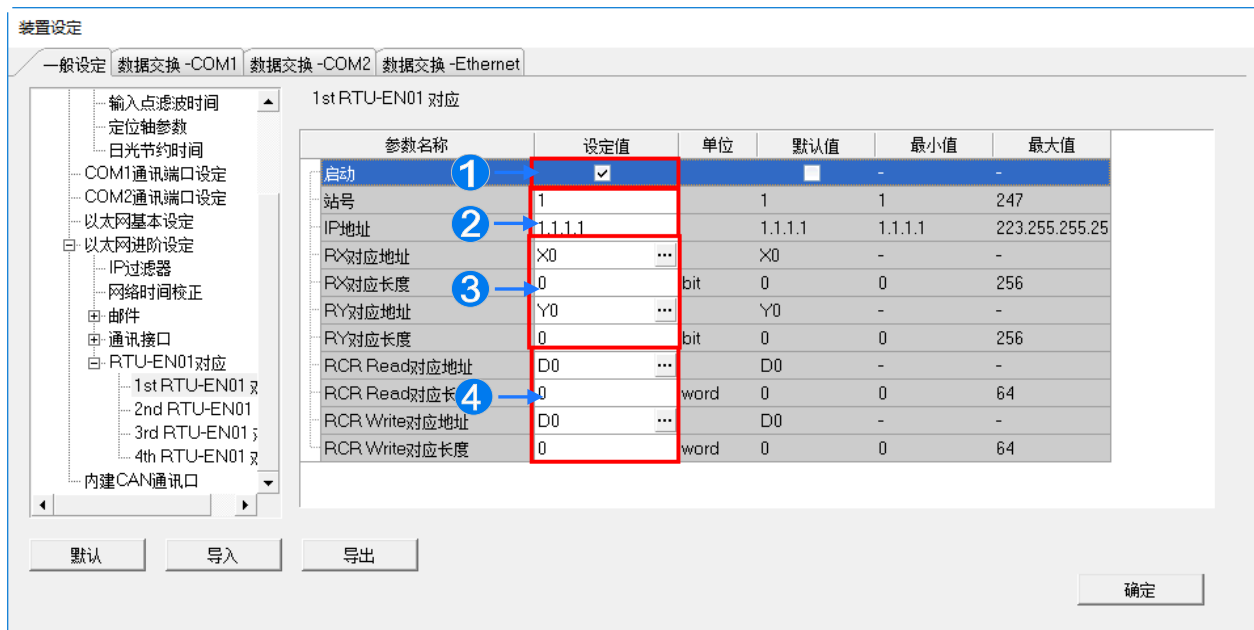 装置设定
一般设定 数据交换 -COM1 数据交换 -COM2 数据交换 -Ethernet
输入点滤波时间
定位轴参数
日光节约时间
COM1通讯端口设定
COM2通讯端口设定
以太网基本设定
以太网进阶设定
IP过滤器
网络时间校正
邮件
通讯接口
RTU-EN01对应
1st RTU-EN01
2nd RTU-EN01
3rd RTU-EN01
4th RTU-EN01
内建CAN通讯口
1st RTU-EN01 对应
参数名称 设定值 单位 默认值 最小值 最大值
启动 1 - -
站号 1 1 1 247
IP地址 2 1.1.1.1 1.1.1.1 1.1.1.1 223.255.255.25
RX对应地址 X0 ... X0 - -
RX对应长度 3 0 bit 0 0 256
RY对应地址 Y0 ... Y0 - -
RY对应长度 0 bit 0 0 256
RCR Read对应地址 D0 ... D0 - -
RCR Read对应长 4 0 word 0 0 64
RCR Write对应地址 D0 ... D0 - -
RCR Write对应长度 0 word 0 0 64
默认 导入 导出
确定